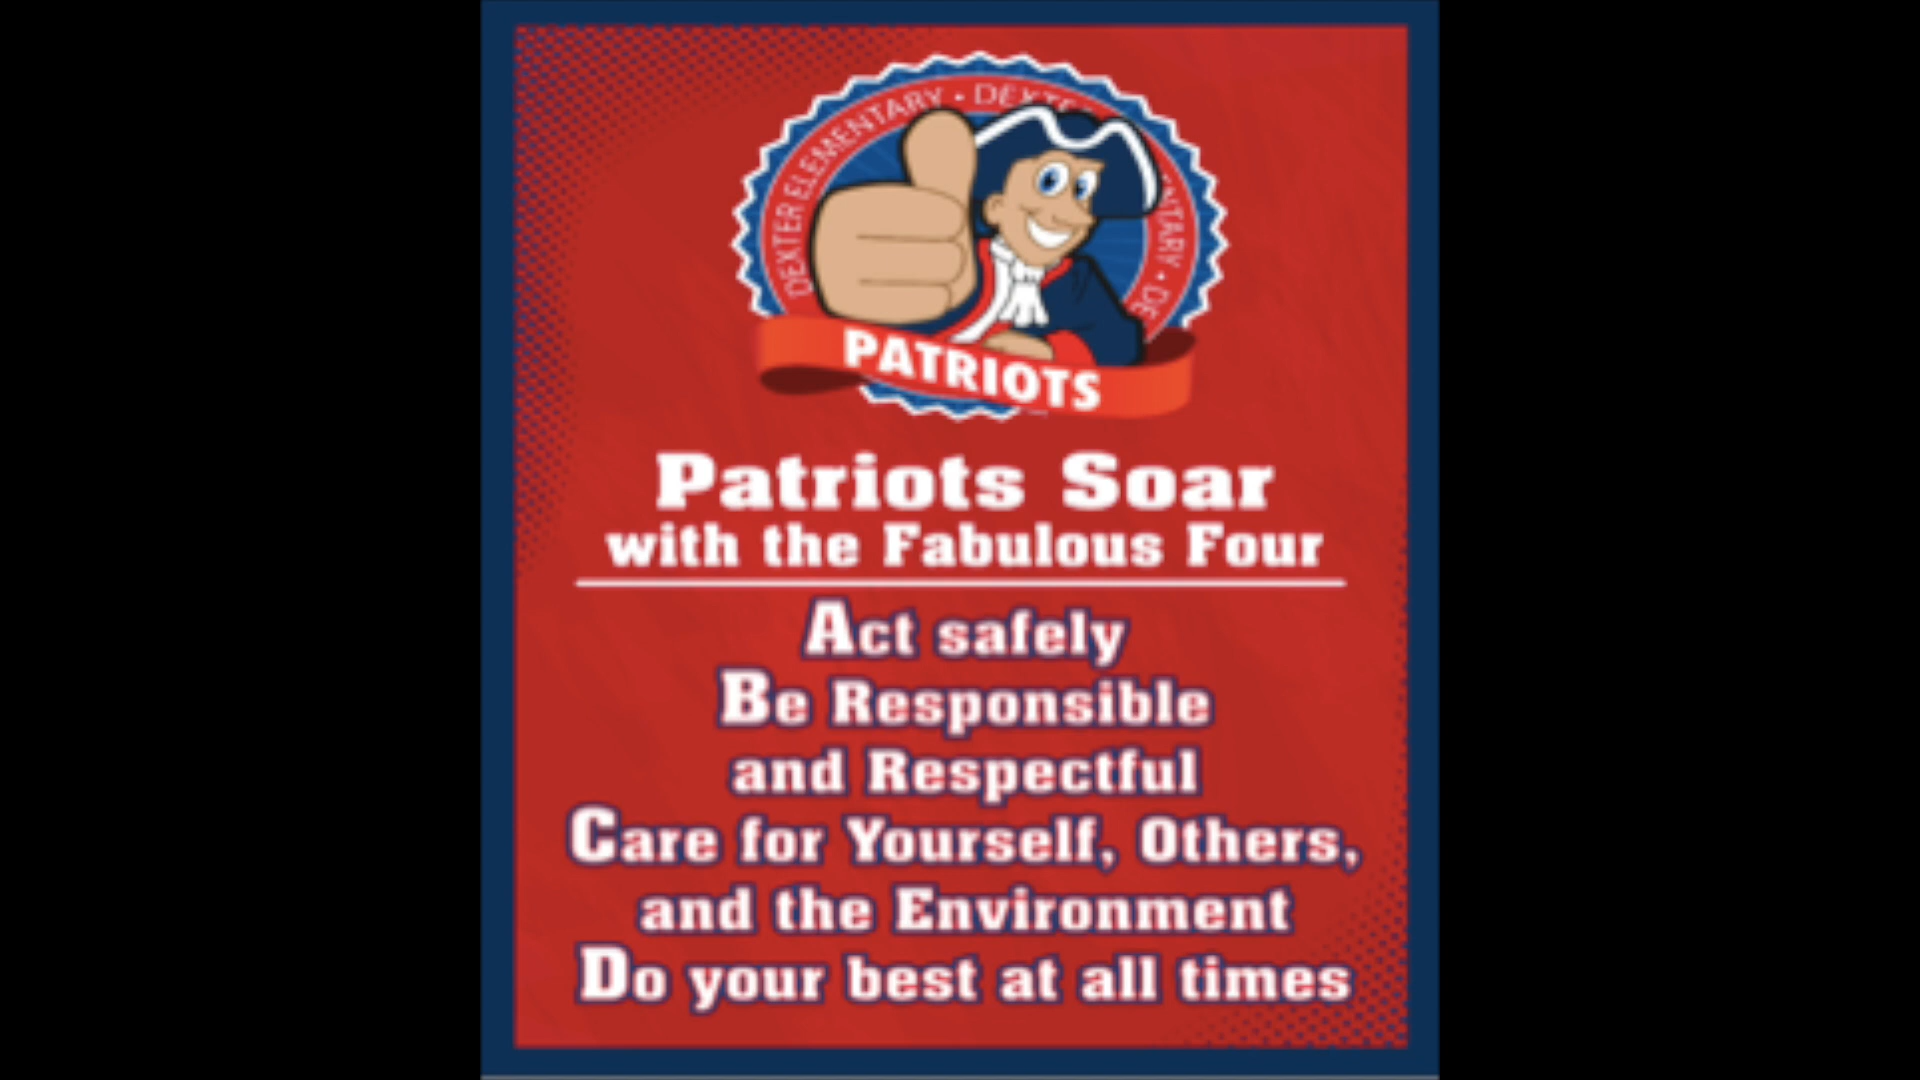 DEXTER ELEMENTARY • DEXTE
NTARY • DE
PATRIOTS
Patriots Soar
with the Fabulous Four
Act safely
Be Responsible
and Respectful
Care for Yourself, Others,
and the Environment
Do your best at all times